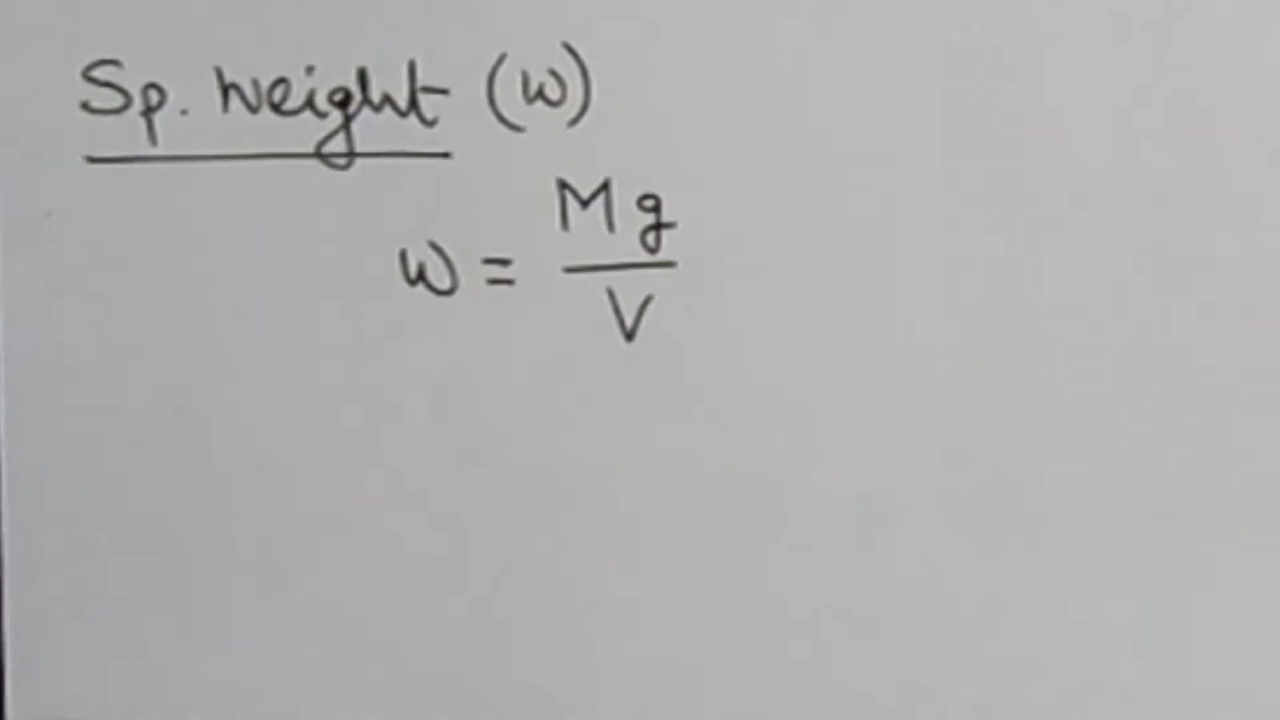 Sp. weight (w)
w = Mg / V